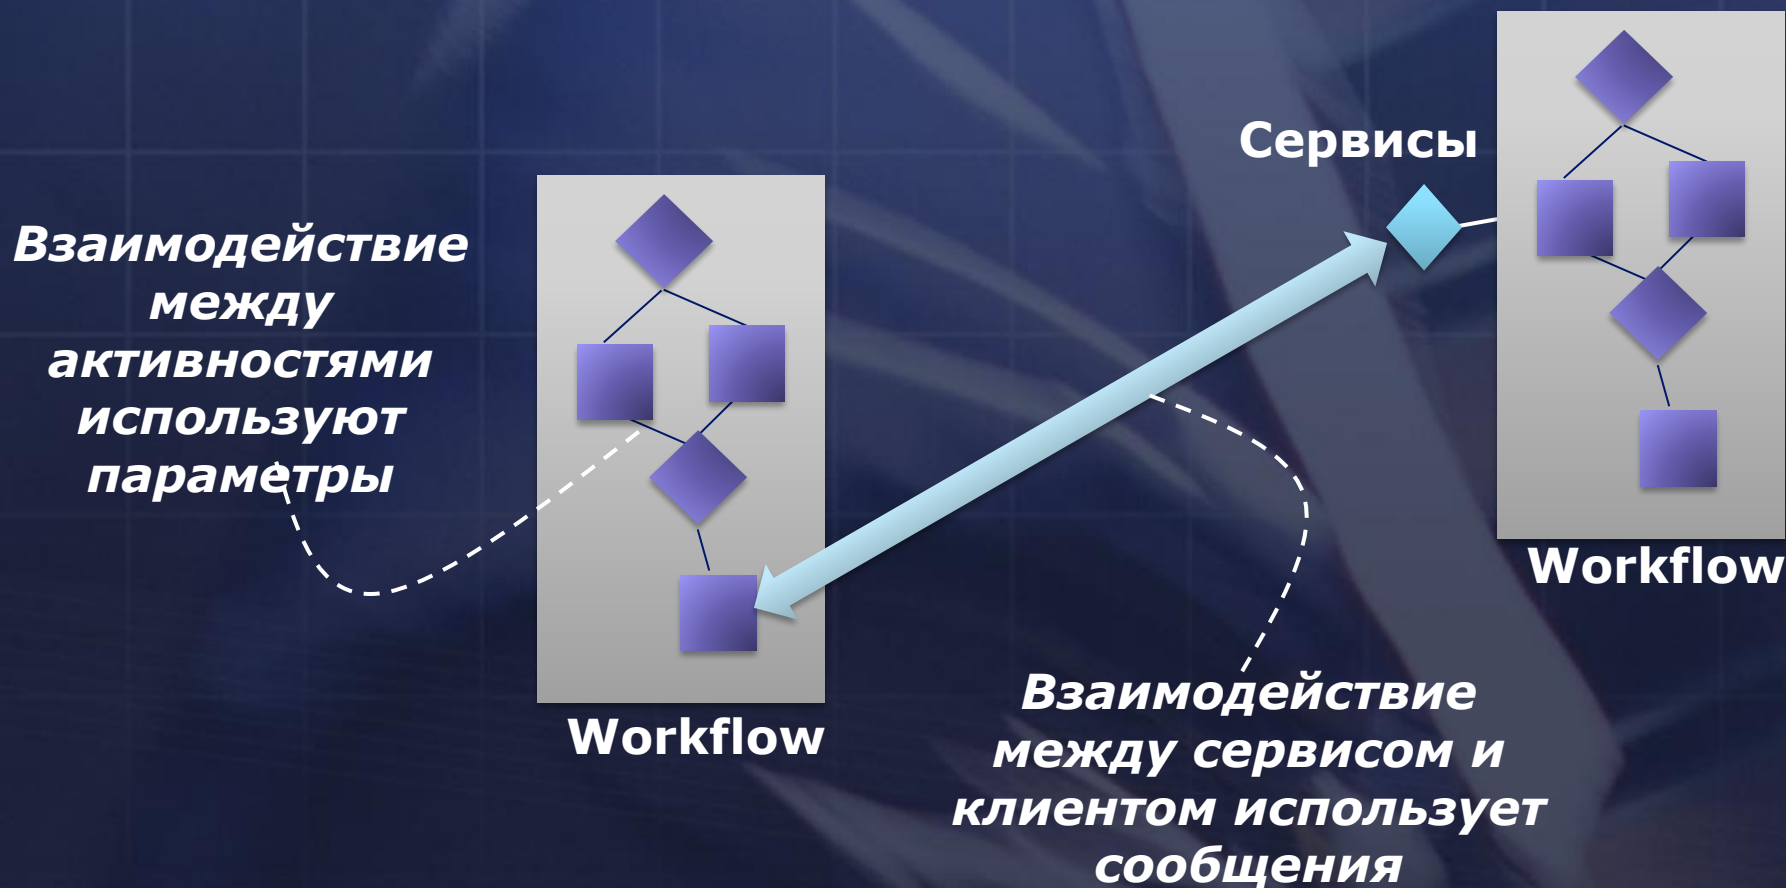 Сервисы
Взаимодействие
между
активностями
используют
параметры
Workflow
Workflow
Взаимодействие
между сервисом и
клиентом использует
сообщения